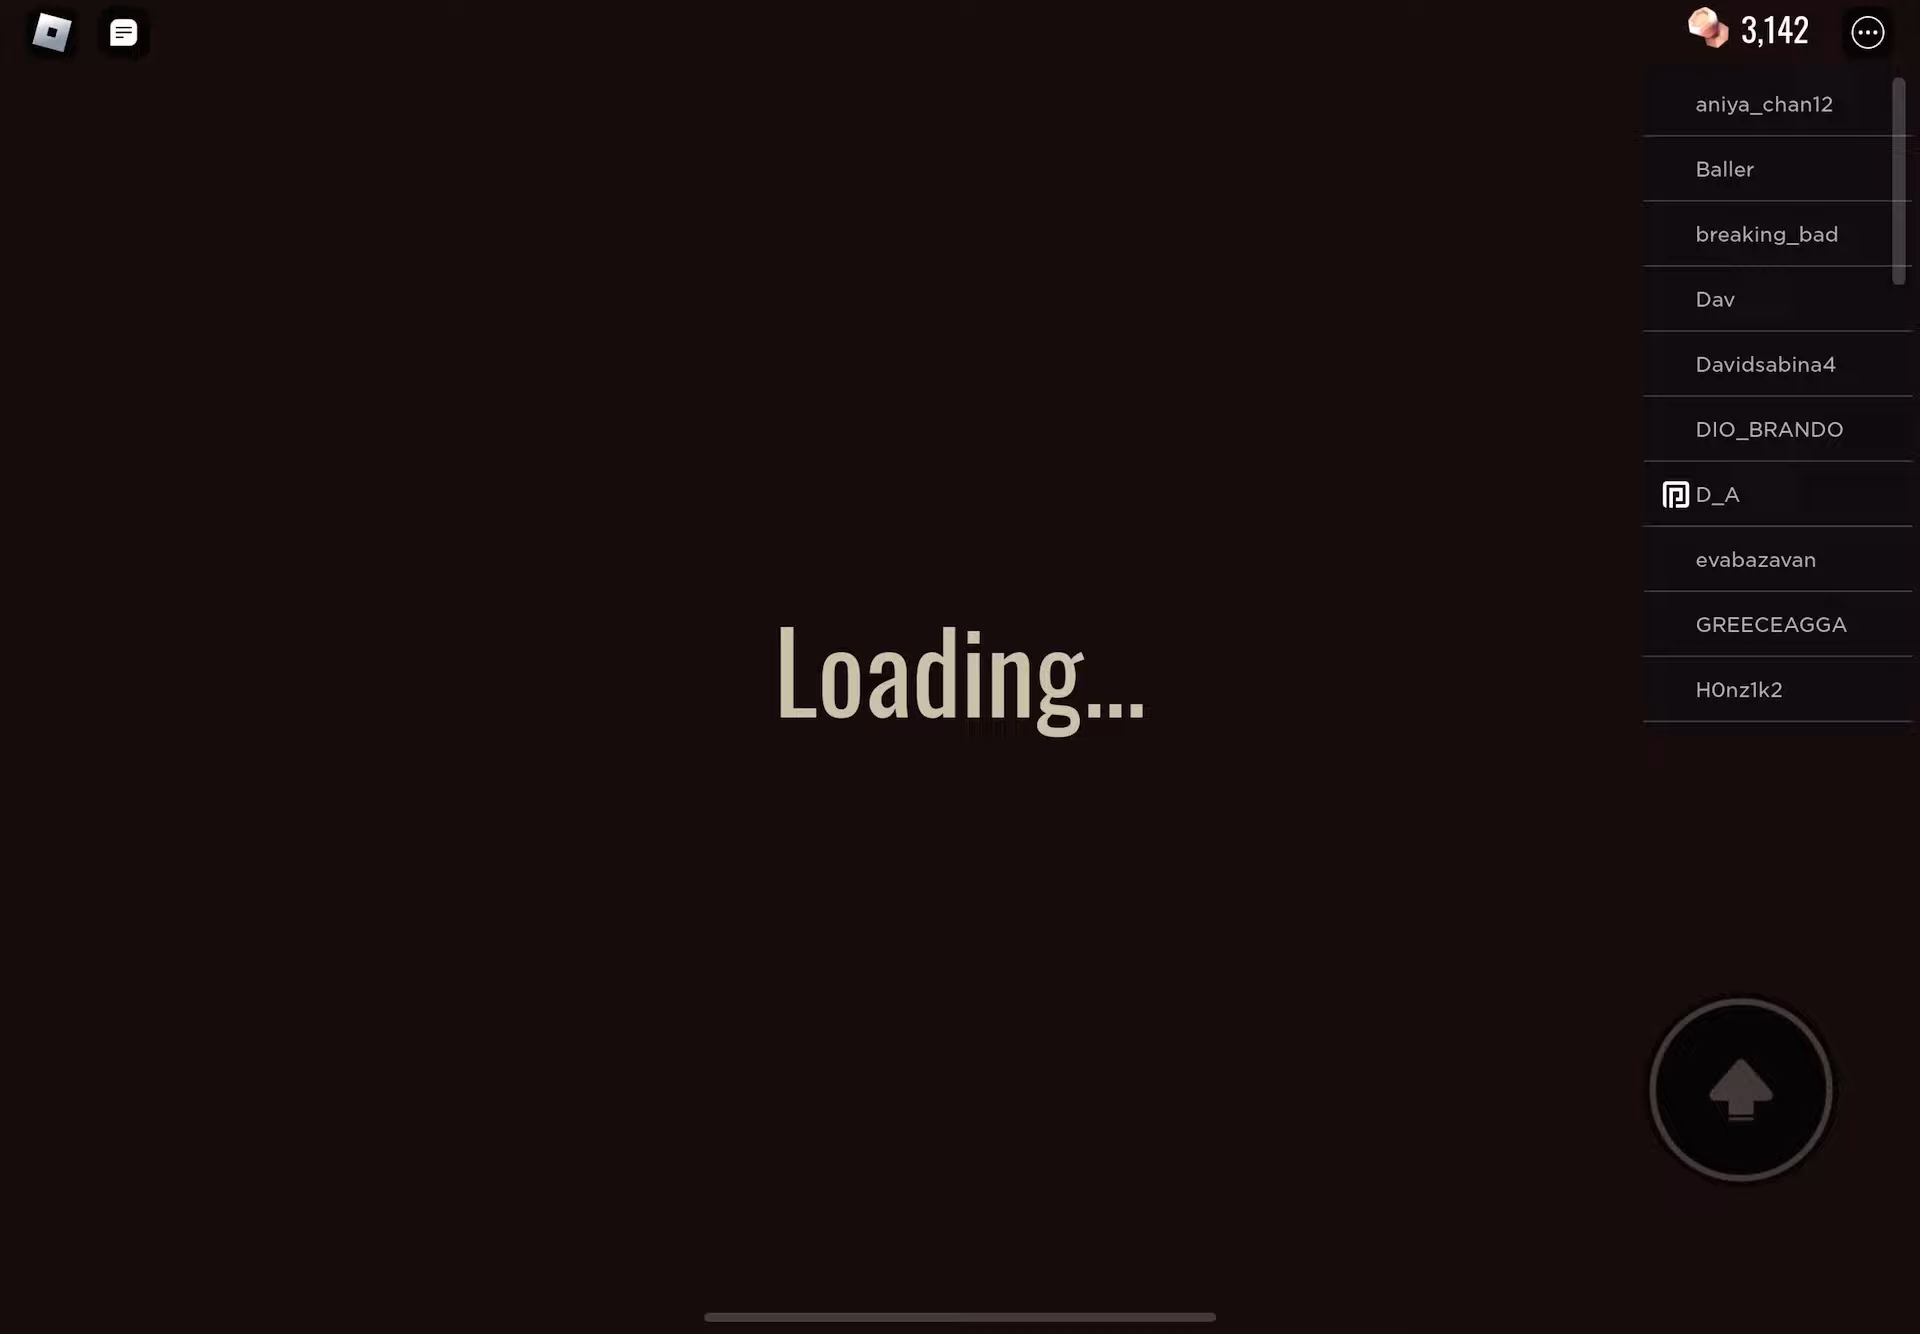 3,142
aniya_chan12
Baller
breaking_bad
Dav
Davidsabina4
DIO_BRANDO
D_A
evabazavan
GREECEAGGA
H0nz1k2
Loading...